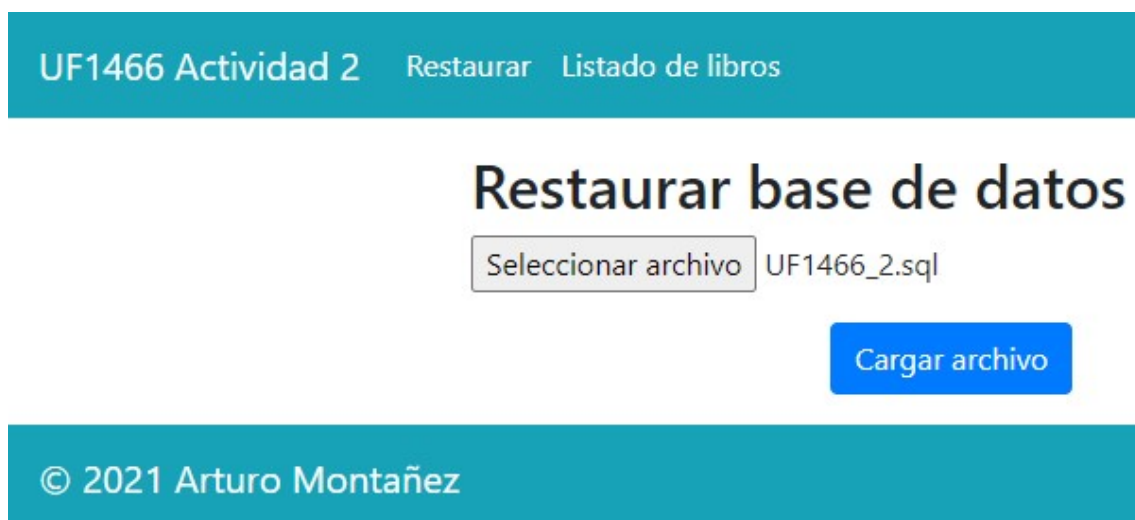 UF1466 Actividad 2 Restaurar Listado de libros
Restaurar base de datos
Seleccionar archivo UF1466_2.sql
Cargar archivo
© 2021 Arturo Montañez